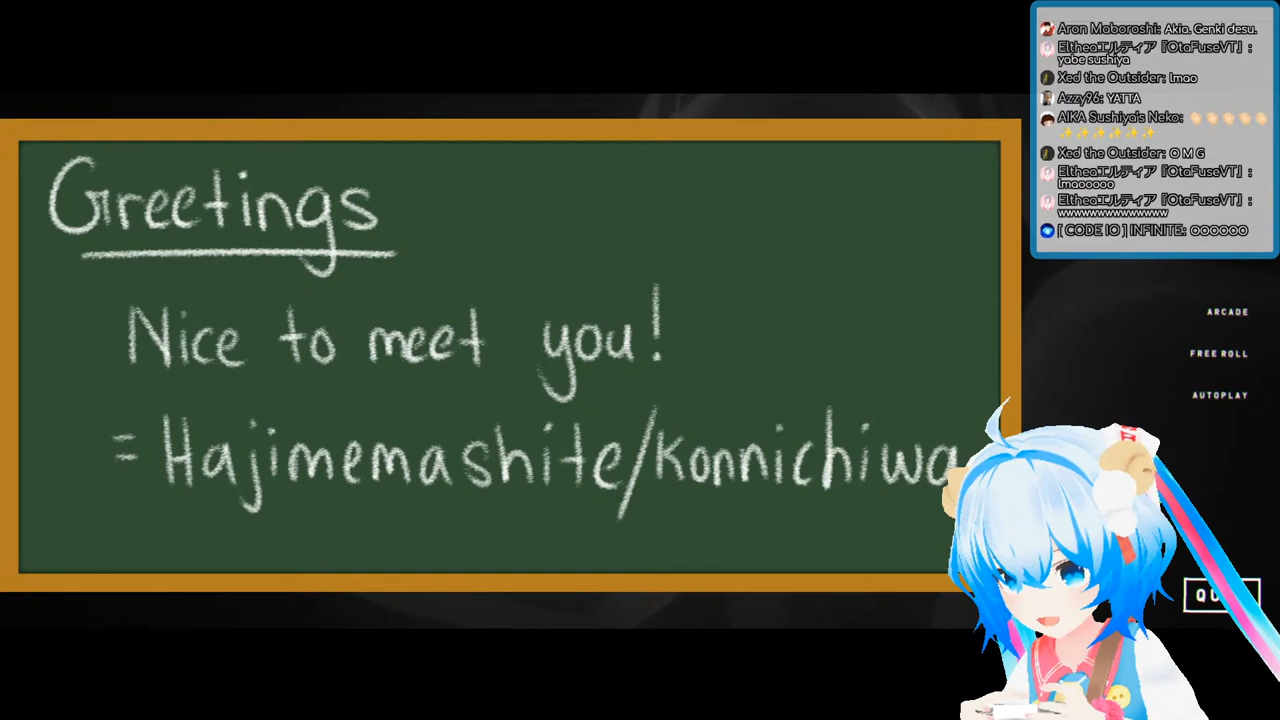 Greetings
Nice to meet you!
= Hajimemashite/Konnichiwa
Aron Maboroshi: Akia. Genki desu.
Eltheaエルティア『OtaFuseVT』:
yabe sushiya
Xed the Outsider: lmao
Azzy96: YATTA
AIKA Sushiyo's Neko: 👏🏻👏🏻👏🏻👏🏻👏🏻
✨✨✨✨✨✨
Xed the Outsider: O M G
Eltheaエルティア『OtaFuseVT』:
lmaooooo
Eltheaエルティア『OtaFuseVT』:
wwwwwwwwwwww
[ CODE IO ] INFINITE: OOOOOO
ARCADE
FREE ROLL
AUTOPLAY